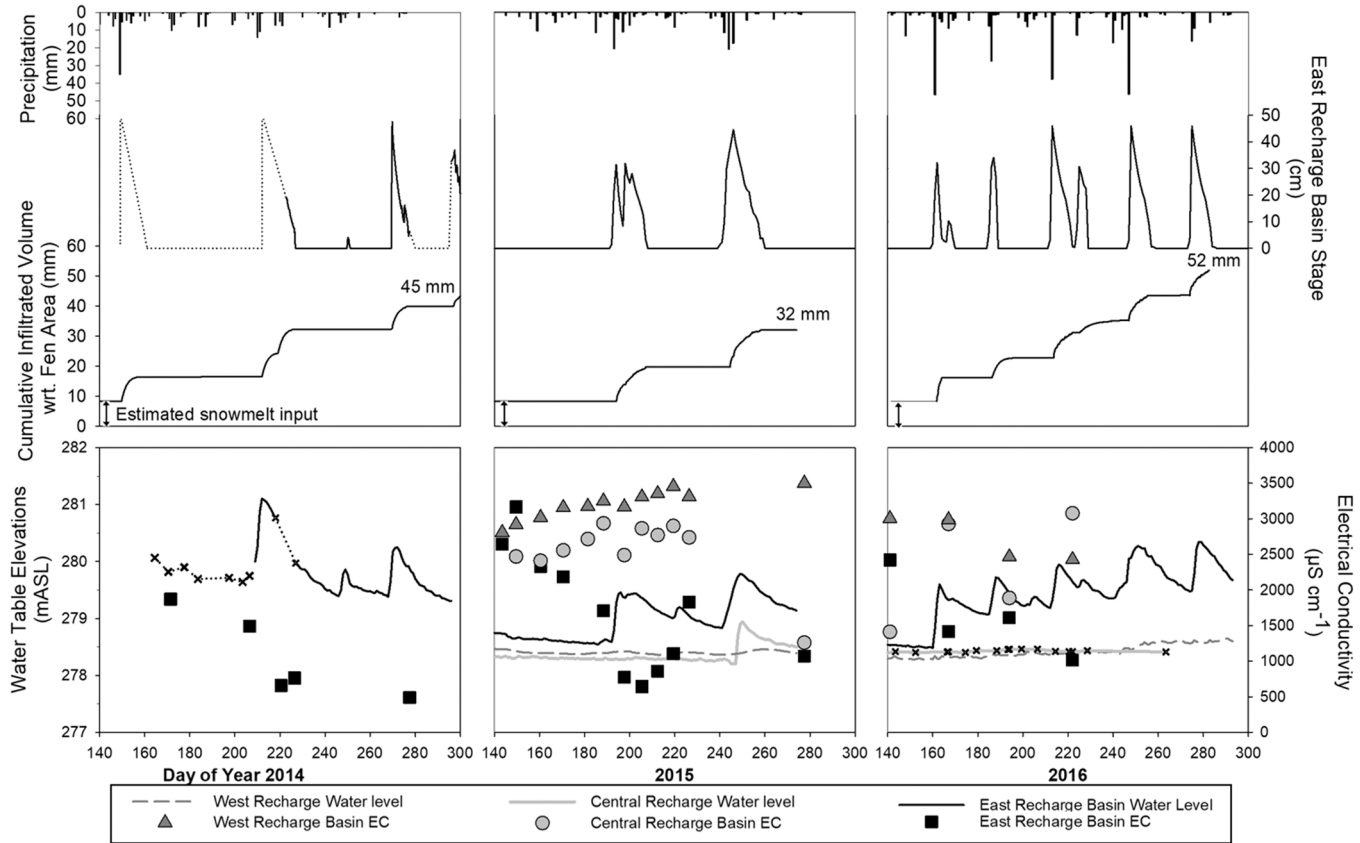 Precipitation
(mm)
0
10
20
30
40
50
60
East Recharge Basin Stage
(cm)
50
40
30
20
10
0
Cumulative Infiltrated Volume
wrt. Fen Area (mm)
60
50
40
30
20
10
0
45 mm
32 mm
52 mm
Estimated snowmelt input
Water Table Elevations
(mASL)
282
281
280
279
278
277
Electrical Conductivity
(µS cm⁻¹)
4000
3500
3000
2500
2000
1500
1000
500
0
140 160 180 200 220 240 260 280 300
140 160 180 200 220 240 260 280 300
140 160 180 200 220 240 260 280 300
Day of Year 2014
2015
2016
West Recharge Water level
Central Recharge Water level
East Recharge Basin Water Level
West Recharge Basin EC
Central Recharge Basin EC
East Recharge Basin EC